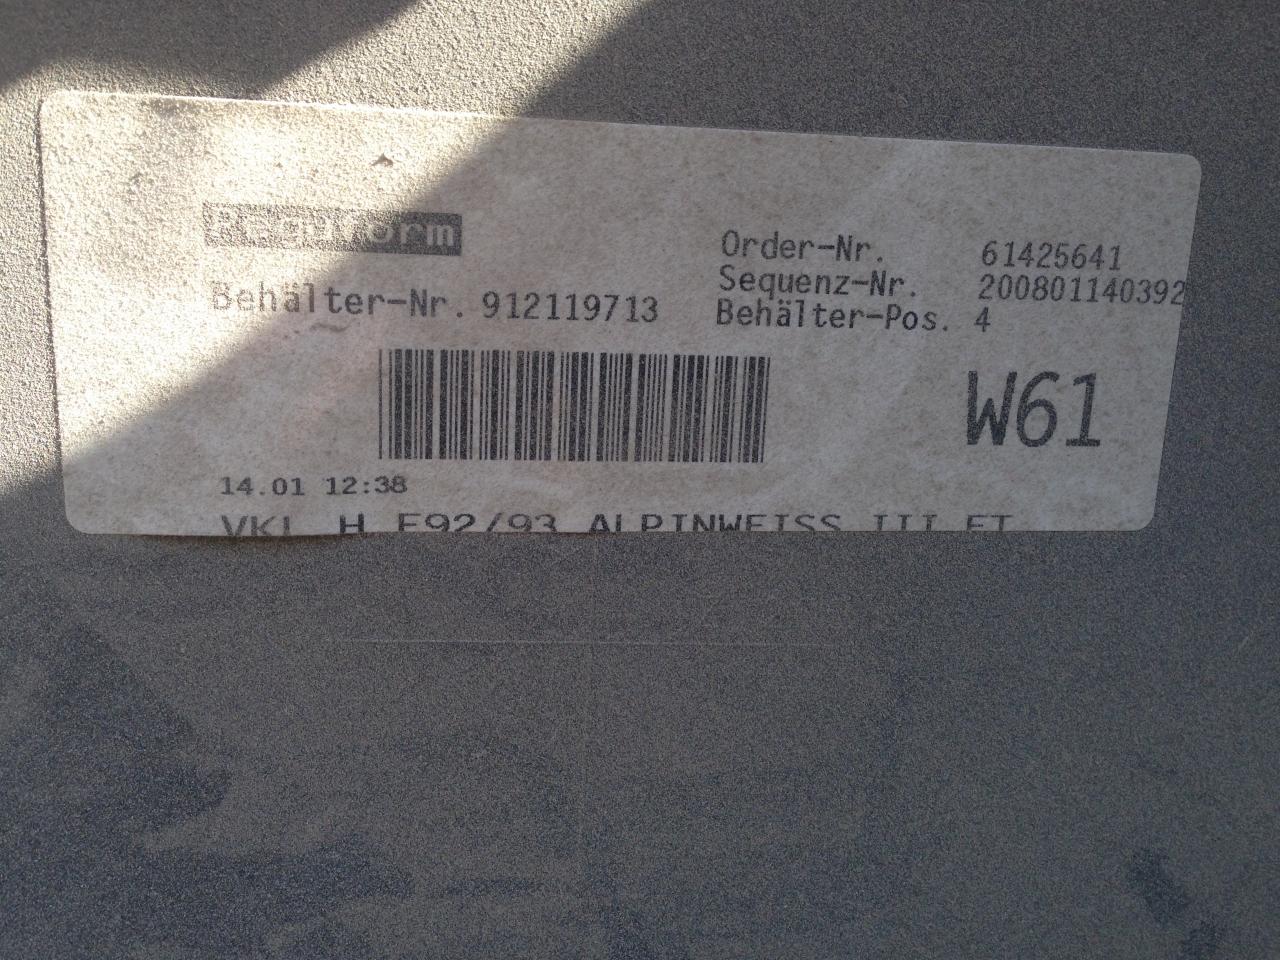 Peguform
Behälter-Nr. 912119713
Order-Nr. 61425641
Sequenz-Nr. 200801140392
Behälter-Pos. 4
W61
14.01 12:38
VKL H E92/93 ALPINWEISS III ET